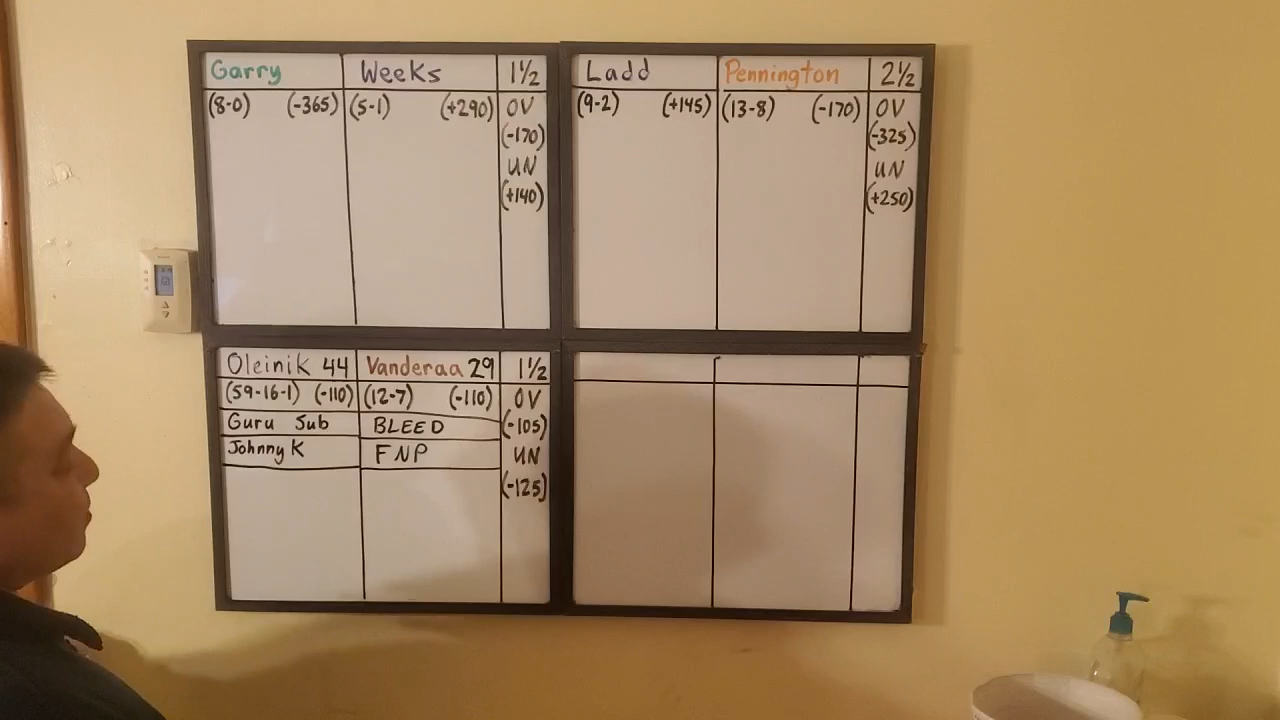 Garry Weeks 1½
(8-0) (-365) (5-1) (+290) OV
(-170)
UN
(+140)
Ladd Pennington 2½
(9-2) (+145) (13-8) (-170) OV
(-325)
UN
(+250)
Oleinik 44 Vanderaa 29 1½
(59-16-1) (-110) (12-7) (-110) OV
Guru Sub BLEED (-105)
Johnny K FNP UN
(-125)